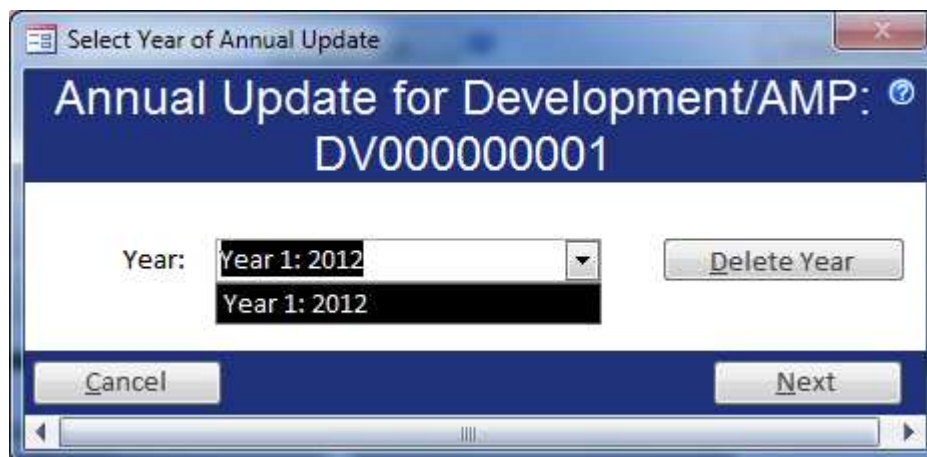 Select Year of Annual Update
Annual Update for Development/AMP:
DV000000001
Year: Year 1: 2012 Delete Year
Year 1: 2012
Cancel Next